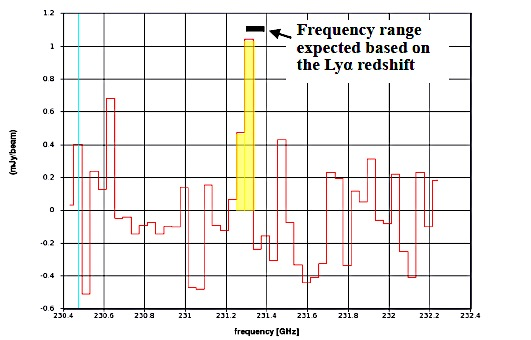 1.2
Frequency range
expected based on
the Lyα redshift
1
0.8
0.6
(mJy/beam)
0.4
0.2
0
-0.2
-0.4
-0.6
230.4 230.6 230.8 231 231.2 231.4 231.6 231.8 232 232.2 232.4
frequency [GHz]